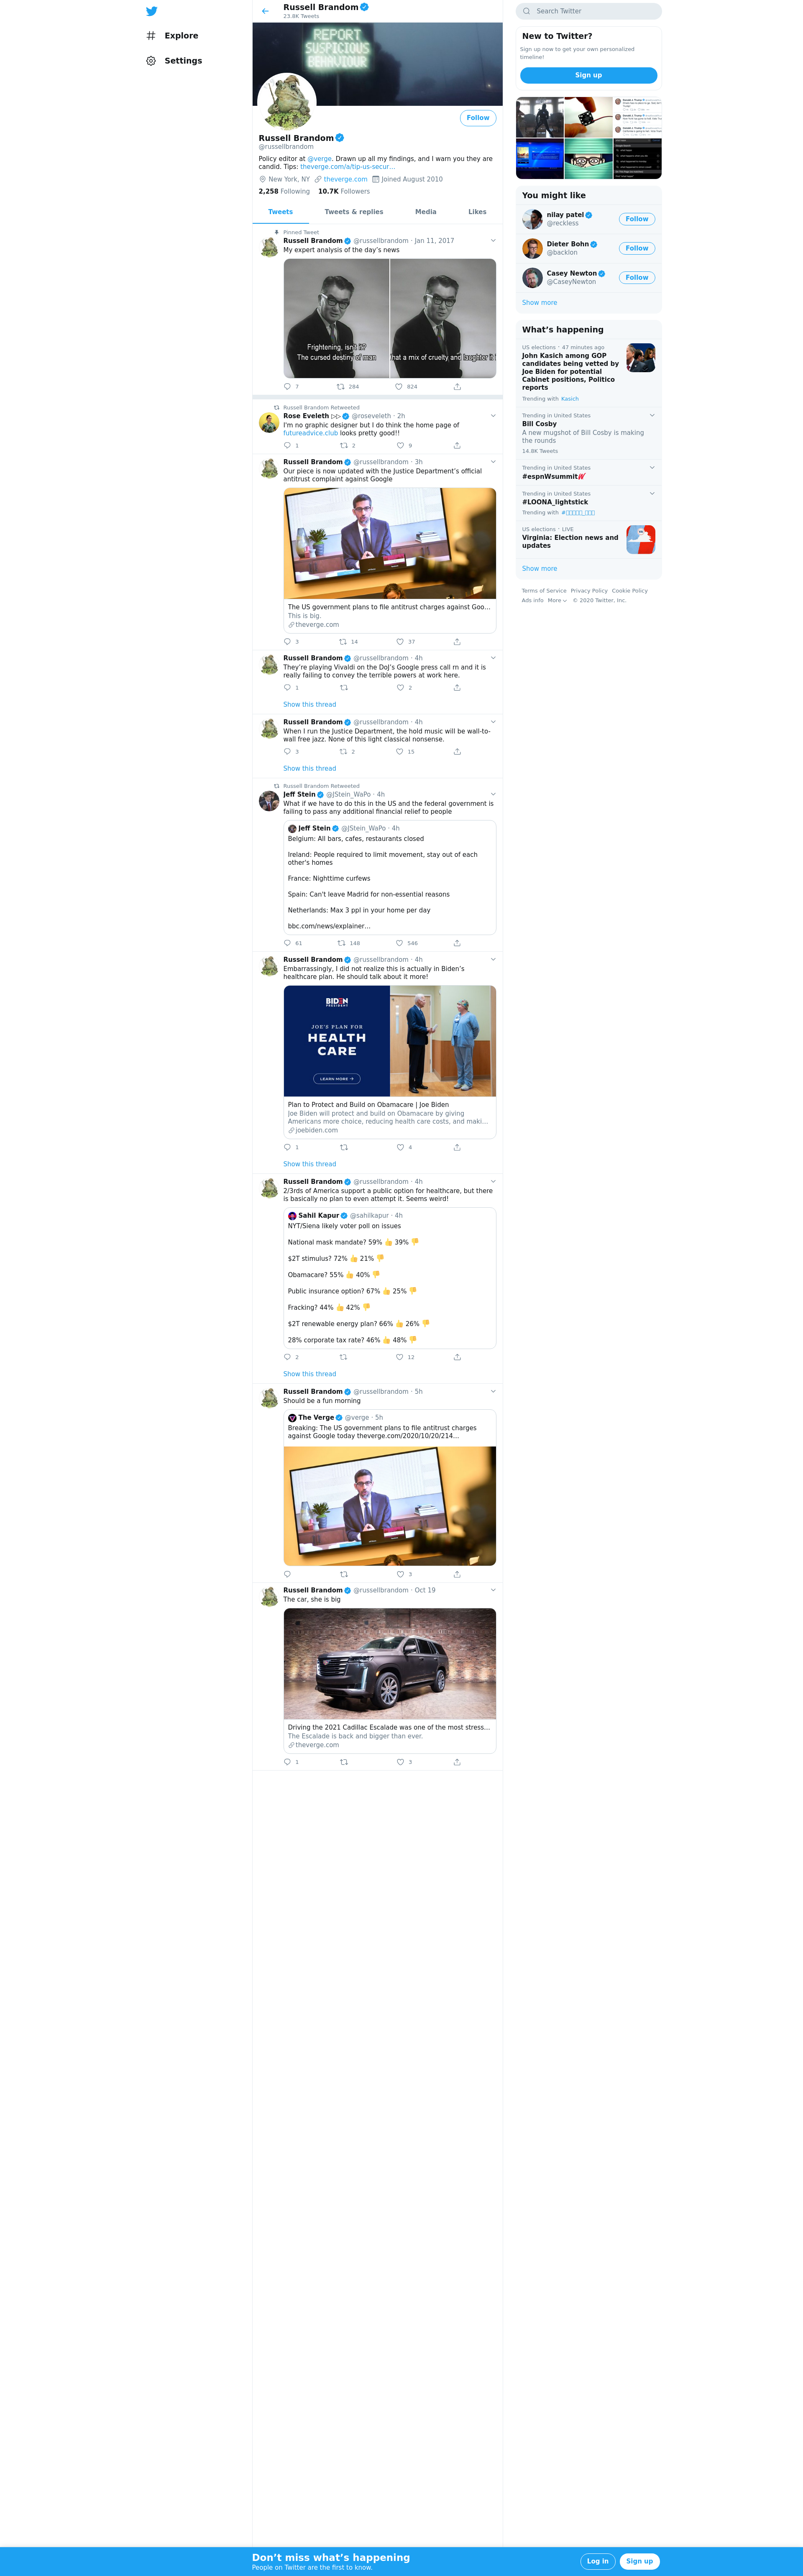 Russell Brandom
23.8K Tweets
Explore
Settings
REPORT
SUSPICIOUS
BEHAVIOUR
Follow
Russell Brandom
@russellbrandom
Policy editor at @verge. Drawn up all my findings, and I warn you they are
candid. Tips: theverge.com/a/tip-us-secur…
New York, NY theverge.com Joined August 2010
2,258 Following 10.7K Followers
Tweets Tweets & replies Media Likes
Pinned Tweet
Russell Brandom @russellbrandom · Jan 11, 2017
My expert analysis of the day's news
Frightening, isn't it?
The cursed destiny of man
hat a mix of cruelty and laughter it
7 284 824
Russell Brandom Retweeted
Rose Eveleth ▷▷ @roseveleth · 2h
I'm no graphic designer but I do think the home page of
futureadvice.club looks pretty good!!
1 2 9
Russell Brandom @russellbrandom · 3h
Our piece is now updated with the Justice Department's official
antitrust complaint against Google
The US government plans to file antitrust charges against Goo…
This is big.
theverge.com
3 14 37
Russell Brandom @russellbrandom · 4h
They're playing Vivaldi on the DoJ's Google press call rn and it is
really failing to convey the terrible powers at work here.
1 2
Show this thread
Russell Brandom @russellbrandom · 4h
When I run the Justice Department, the hold music will be wall-to-
wall free jazz. None of this light classical nonsense.
3 2 15
Show this thread
Russell Brandom Retweeted
Jeff Stein @JStein_WaPo · 4h
What if we have to do this in the US and the federal government is
failing to pass any additional financial relief to people
Jeff Stein @JStein_WaPo · 4h
Belgium: All bars, cafes, restaurants closed
Ireland: People required to limit movement, stay out of each
other's homes
France: Nighttime curfews
Spain: Can't leave Madrid for non-essential reasons
Netherlands: Max 3 ppl in your home per day
bbc.com/news/explainer…
61 148 546
Russell Brandom @russellbrandom · 4h
Embarrassingly, I did not realize this is actually in Biden's
healthcare plan. He should talk about it more!
BIDEN
PRESIDENT
JOE'S PLAN FOR
HEALTH
CARE
LEARN MORE →
Plan to Protect and Build on Obamacare | Joe Biden
Joe Biden will protect and build on Obamacare by giving
Americans more choice, reducing health care costs, and maki…
joebiden.com
1 4
Show this thread
Russell Brandom @russellbrandom · 4h
2/3rds of America support a public option for healthcare, but there
is basically no plan to even attempt it. Seems weird!
Sahil Kapur @sahilkapur · 4h
NYT/Siena likely voter poll on issues
National mask mandate? 59% 👍 39% 👎
$2T stimulus? 72% 👍 21% 👎
Obamacare? 55% 👍 40% 👎
Public insurance option? 67% 👍 25% 👎
Fracking? 44% 👍 42% 👎
$2T renewable energy plan? 66% 👍 26% 👎
28% corporate tax rate? 46% 👍 48% 👎
2 12
Show this thread
Russell Brandom @russellbrandom · 5h
Should be a fun morning
The Verge @verge · 5h
Breaking: The US government plans to file antitrust charges
against Google today theverge.com/2020/10/20/214…
3
Russell Brandom @russellbrandom · Oct 19
The car, she is big
Driving the 2021 Cadillac Escalade was one of the most stress…
The Escalade is back and bigger than ever.
theverge.com
1 3
Search Twitter
New to Twitter?
Sign up now to get your own personalized
timeline!
Sign up
You might like
nilay patel
@reckless
Follow
Dieter Bohn
@backlon
Follow
Casey Newton
@CaseyNewton
Follow
Show more
What's happening
US elections · 47 minutes ago
John Kasich among GOP
candidates being vetted by
Joe Biden for potential
Cabinet positions, Politico
reports
Trending with Kasich
Trending in United States
Bill Cosby
A new mugshot of Bill Cosby is making
the rounds
14.8K Tweets
Trending in United States
#espnWsummit
Trending in United States
#LOONA_lightstick
Trending with
US elections · LIVE
Virginia: Election news and
updates
Show more
Terms of Service Privacy Policy Cookie Policy
Ads info More © 2020 Twitter, Inc.
Don't miss what's happening
People on Twitter are the first to know.
Log in Sign up